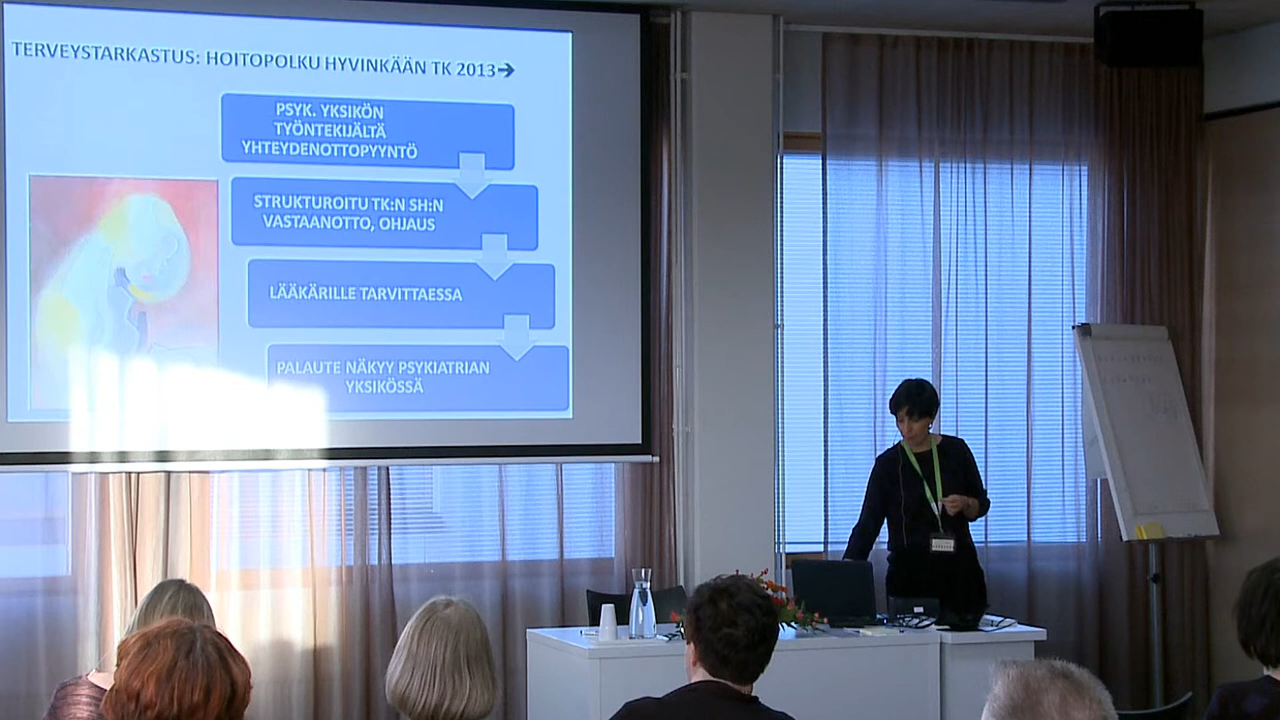 TERVEYSTARKASTUS: HOITOPOLKU HYVINKÄÄN TK 2013→
PSYK. YKSIKÖN
TYÖNTEKIJÄLTÄ
YHTEYDENOTTOPYYNTÖ
STRUKTUROITU TK:N SH:N
VASTAANOTTO, OHJAUS
LÄÄKÄRILLE TARVITTAESSA
PALAUTE NÄKYY PSYKIATRIAN
YKSIKÖSSÄ